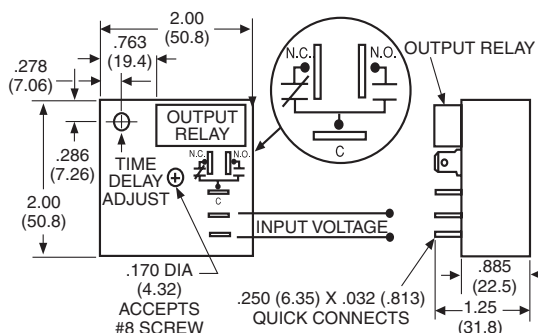 2.00
(50.8)
.763
(19.4)
.278
(7.06)
N.C.
N.O.
C
OUTPUT RELAY
OUTPUT
RELAY
.286
(7.26)
TIME
DELAY
ADJUST
N.C.
N.O.
C
2.00
(50.8)
INPUT VOLTAGE
.170 DIA
(4.32)
ACCEPTS
#8 SCREW
.250 (6.35) X .032 (.813)
QUICK CONNECTS
.885
(22.5)
1.25
(31.8)